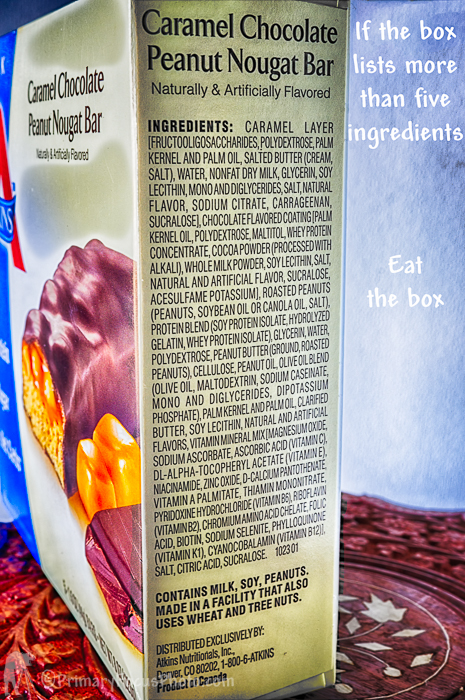 Caramel Chocolate
Peanut Nougat Bar
Naturally & Artificially Flavored
Caramel Chocolate
Peanut Nougat Bar
Naturally & Artificially Flavored
INGREDIENTS: CARAMEL LAYER
[FRUCTOOLIGOSACCHARIDES, POLYDEXTROSE, PALM
KERNEL AND PALM OIL, SALTED BUTTER (CREAM,
SALT), WATER, NONFAT DRY MILK, GLYCERIN, SOY
LECITHIN, MONO AND DIGLYCERIDES, SALT, NATURAL
FLAVOR, SODIUM CITRATE, CARRAGEENAN,
SUCRALOSE], CHOCOLATE FLAVORED COATING [PALM
KERNEL OIL, POLYDEXTROSE, MALTITOL, WHEY PROTEIN
CONCENTRATE, COCOA POWDER (PROCESSED WITH
ALKALI), WHOLE MILK POWDER, SOY LECITHIN, SALT,
NATURAL AND ARTIFICIAL FLAVOR, SUCRALOSE,
ACESULFAME POTASSIUM], ROASTED PEANUTS
(PEANUTS, SOYBEAN OIL OR CANOLA OIL, SALT),
PROTEIN BLEND (SOY PROTEIN ISOLATE, HYDROLYZED
GELATIN, WHEY PROTEIN ISOLATE), GLYCERIN, WATER,
POLYDEXTROSE, PEANUT BUTTER (GROUND, ROASTED
PEANUTS), CELLULOSE, PEANUT OIL, OLIVE OIL BLEND
(OLIVE OIL, MALTODEXTRIN, SODIUM CASEINATE,
MONO AND DIGLYCERIDES, DIPOTASSIUM
PHOSPHATE), PALM KERNEL AND PALM OIL, CLARIFIED
BUTTER, SOY LECITHIN, NATURAL AND ARTIFICIAL
FLAVORS, VITAMIN MINERAL MIX [MAGNESIUM OXIDE,
SODIUM ASCORBATE, ASCORBIC ACID (VITAMIN C),
DL-ALPHA-TOCOPHERYL ACETATE (VITAMIN E),
NIACINAMIDE, ZINC OXIDE, D-CALCIUM PANTOTHENATE,
VITAMIN A PALMITATE, THIAMIN MONONITRATE,
PYRIDOXINE HYDROCHLORIDE (VITAMIN B6), RIBOFLAVIN
(VITAMIN B2), CHROMIUM AMINO ACID CHELATE, FOLIC
ACID, BIOTIN, SODIUM SELENITE, PHYLLOQUINONE
(VITAMIN K1), CYANOCOBALAMIN (VITAMIN B12)],
SALT, CITRIC ACID, SUCRALOSE. 1023 01
CONTAINS MILK, SOY, PEANUTS.
MADE IN A FACILITY THAT ALSO
USES WHEAT AND TREE NUTS.
DISTRIBUTED EXCLUSIVELY BY:
Atkins Nutritionals, Inc.,
Denver, CO 80202, 1-800-6-ATKINS
Product of Canada
If the box
lists more
than five
ingredients
Eat
the box